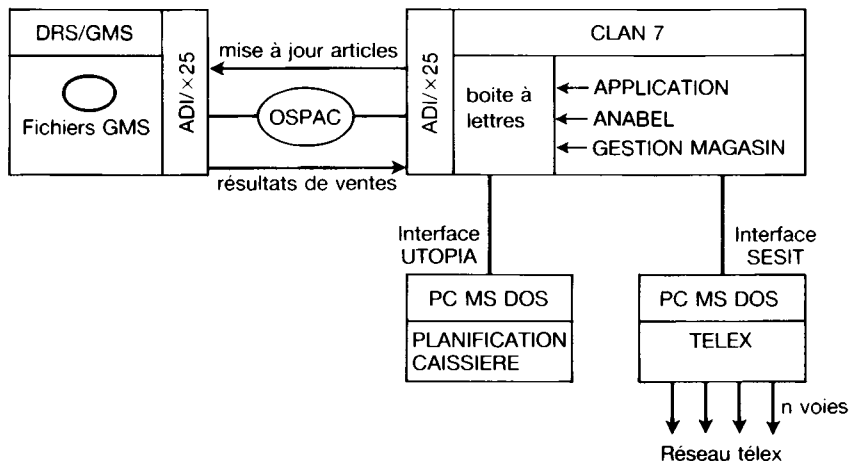 DRS/GMS
Fichiers GMS
ADI/×25
mise à jour articles
OSPAC
résultats de ventes
ADI/×25
CLAN 7
boite à
lettres
APPLICATION
ANABEL
GESTION MAGASIN
Interface
UTOPIA
Interface
SESIT
PC MS DOS
PLANIFICATION
CAISSIERE
PC MS DOS
TELEX
n voies
Réseau télex